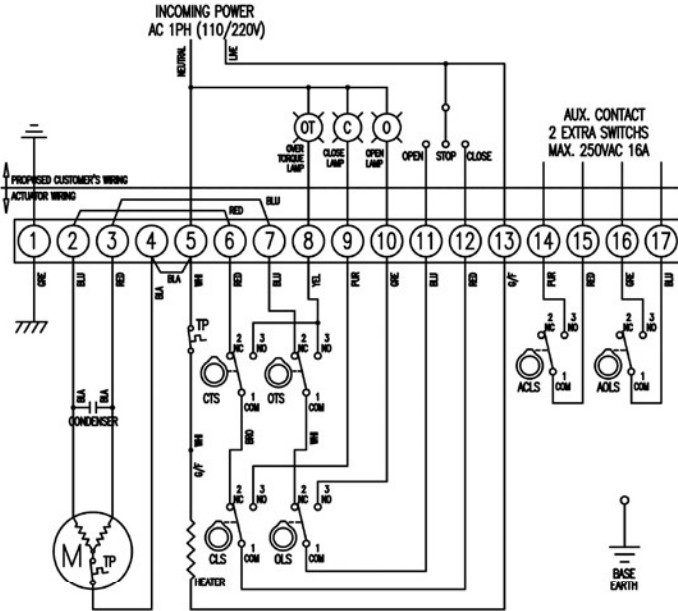 INCOMING POWER
AC 1PH (110/220V)
NEUTRAL
LIVE
OT
C
O
OVER
TORQUE
LAMP
CLOSE
LAMP
OPEN
LAMP
OPEN
STOP
CLOSE
AUX. CONTACT
2 EXTRA SWITCHS
MAX. 250VAC 16A
PROPOSED CUSTOMER'S WIRING
ACTUATOR WIRING
RED
BLU
1 2 3 4 5 6 7 8 9 10 11 12 13 14 15 16 17
GRE
BLU
RED
BLA
BLA
WHI
RED
BLU
YEL
PUR
GRE
BLU
RED
G/F
PUR
RED
GRE
BLU
TP
2
NC
3
NO
CTS
1
COM
2
NC
3
NO
OTS
1
COM
2
NC
3
NO
ACLS
1
COM
2
NC
3
NO
AOLS
1
COM
BLA
BLA
CONDENSER
WHI
G/F
BRO
WHI
2
NC
3
NO
CLS
1
COM
2
NC
3
NO
OLS
1
COM
M
TP
HEATER
BASE
EARTH